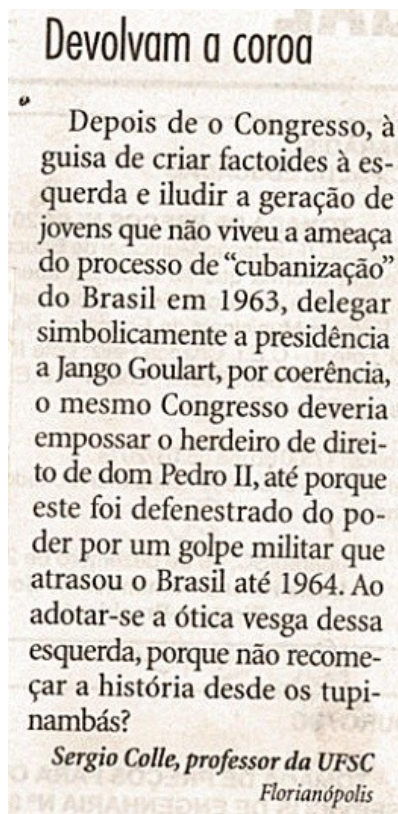 Devolvam a coroa
Depois de o Congresso, à
guisa de criar factoides à es-
querda e iludir a geração de
jovens que não viveu a ameaça
do processo de “cubanização”
do Brasil em 1963, delegar
simbolicamente a presidência
a Jango Goulart, por coerência,
o mesmo Congresso deveria
empossar o herdeiro de direi-
to de dom Pedro II, até porque
este foi defenestrado do po-
der por um golpe militar que
atrasou o Brasil até 1964. Ao
adotar-se a ótica vesga dessa
esquerda, porque não recome-
çar a história desde os tupi-
nambás?
Sergio Colle, professor da UFSC
Florianópolis